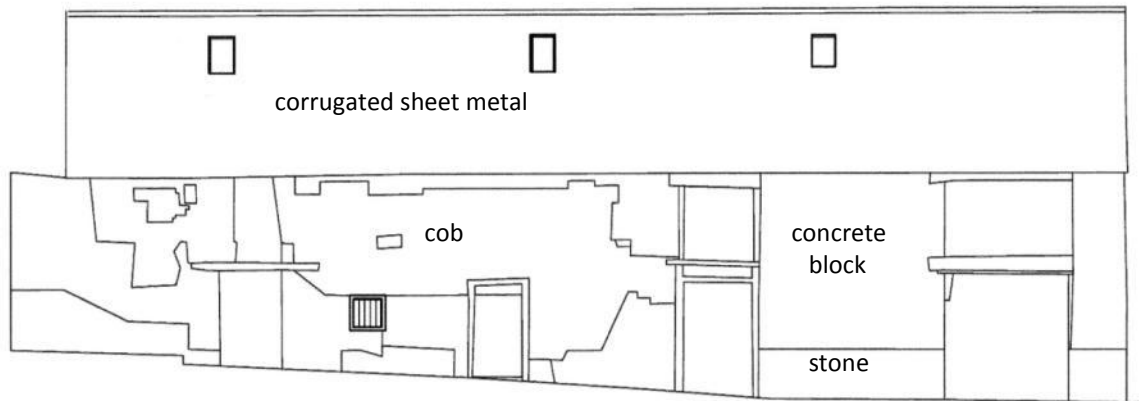 corrugated sheet metal
cob
concrete
block
stone